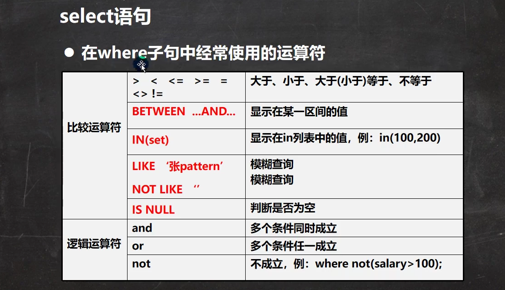 select语句
● 在where子句中经常使用的运算符
比较运算符
> < <= >= =
<> !=
大于、小于、大于(小于)等于、不等于
BETWEEN ...AND...
显示在某一区间的值
IN(set)
显示在in列表中的值，例：in(100,200)
LIKE ‘张pattern’
NOT LIKE ‘’
模糊查询
模糊查询
IS NULL
判断是否为空
逻辑运算符
and
多个条件同时成立
or
多个条件任一成立
not
不成立，例：where not(salary>100);